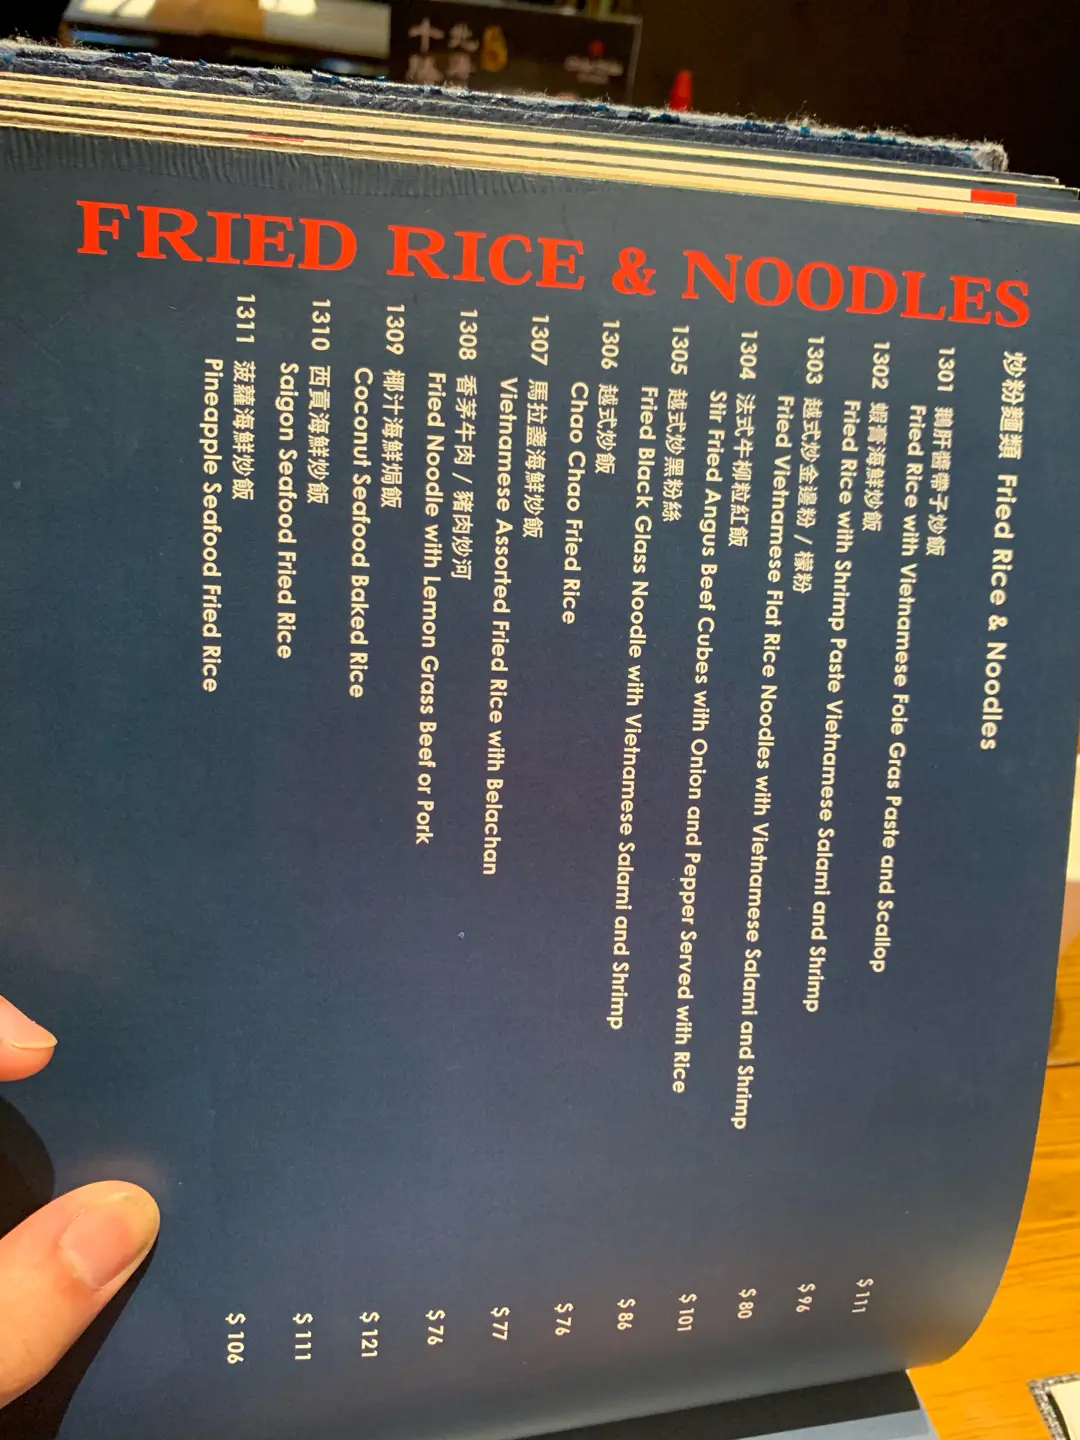 FRIED RICE & NOODLES
炒粉麵類 Fried Rice & Noodles
1301 鵝肝醬帶子炒飯 $111
Fried Rice with Vietnamese Foie Gras Paste and Scallop
1302 蝦膏海鮮炒飯 $96
Fried Rice with Shrimp Paste Vietnamese Salami and Shrimp
1303 越式炒金邊粉 / 檬粉 $80
Fried Vietnamese Flat Rice Noodles with Vietnamese Salami and Shrimp
1304 法式牛柳粒紅飯 $101
Stir Fried Angus Beef Cubes with Onion and Pepper Served with Rice
1305 越式炒黑粉絲 $86
Fried Black Glass Noodle with Vietnamese Salami and Shrimp
1306 越式炒飯 $76
Chao Chao Fried Rice
1307 馬拉盞海鮮炒飯 $77
Vietnamese Assorted Fried Rice with Belachan
1308 香茅牛肉 / 豬肉炒河 $76
Fried Noodle with Lemon Grass Beef or Pork
1309 椰汁海鮮焗飯 $121
Coconut Seafood Baked Rice
1310 西貢海鮮炒飯 $111
Saigon Seafood Fried Rice
1311 菠蘿海鮮炒飯 $106
Pineapple Seafood Fried Rice